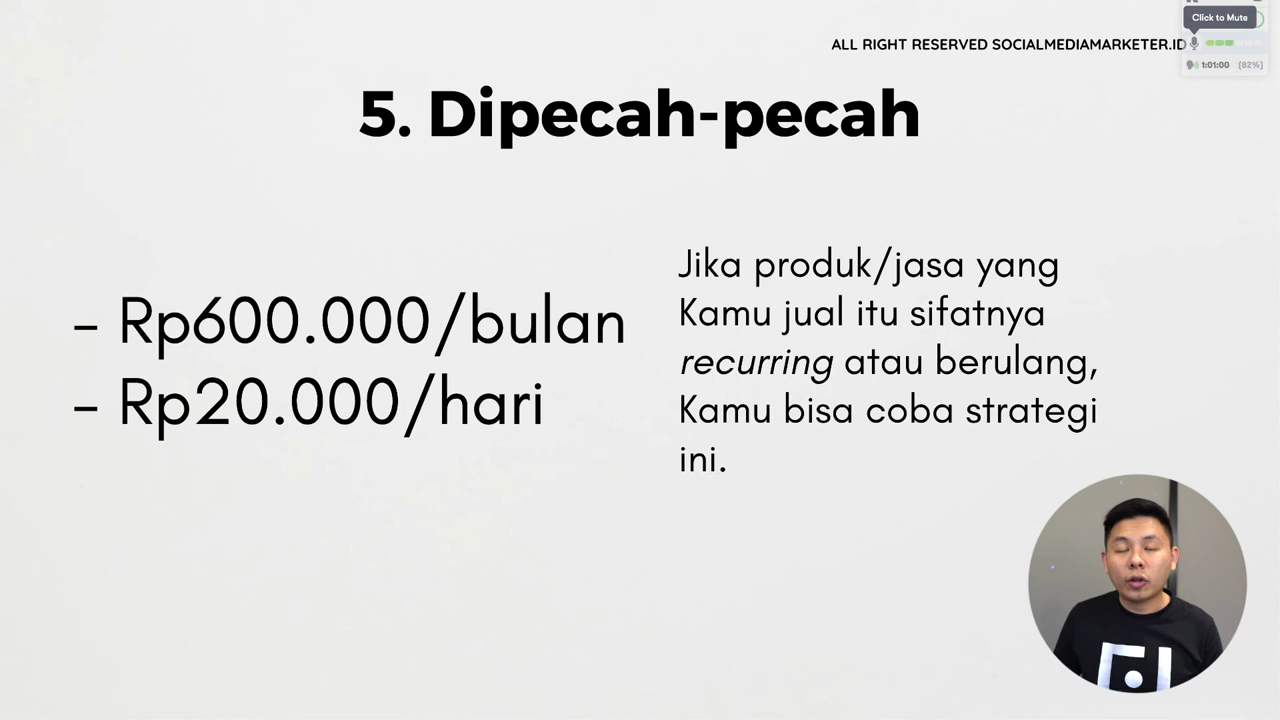 Click to Mute
ALL RIGHT RESERVED SOCIALMEDIAMARKETER.ID
1:01:00 (82%)
5. Dipecah-pecah
- Rp600.000/bulan
- Rp20.000/hari
Jika produk/jasa yang
Kamu jual itu sifatnya
recurring atau berulang,
Kamu bisa coba strategi
ini.